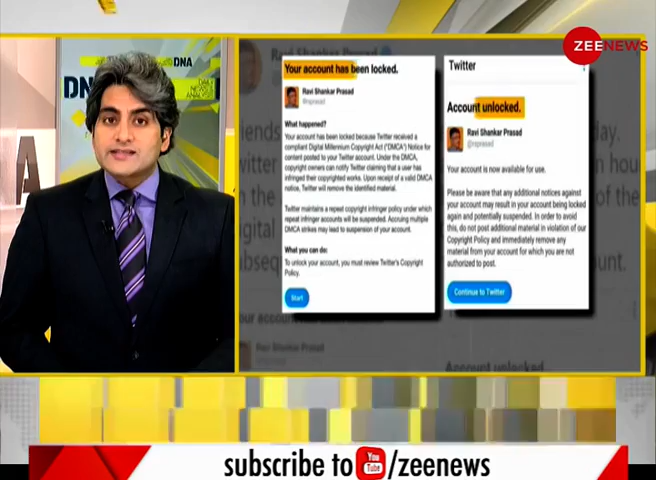 ZEENEWS
DNA
DN
DAILY
NEWS
A
Ravi Shankar Prasad
Your account has been locked.
Ravi Shankar Prasad
@rsprasad
What happened?
Your account has been locked because Twitter received a
compliant Digital Millennium Copyright Act ("DMCA") Notice for
content posted to your Twitter account. Under the DMCA,
copyright owners can notify Twitter claiming that a user has
infringed their copyrighted works. Upon receipt of a valid DMCA
notice, Twitter will remove the identified material.
Twitter maintains a repeat copyright infringer policy under which
repeat infringer accounts will be suspended. Accruing multiple
DMCA strikes may lead to suspension of your account.
What you can do:
To unlock your account, you must review Twitter's Copyright
Policy.
Start
Twitter
Account unlocked.
Ravi Shankar Prasad
@rsprasad
Your account is now available for use.
Please be aware that any additional notices against
your account may result in your account being locked
again and potentially suspended. In order to avoid
this, do not post additional material in violation of our
Copyright Policy and immediately remove any
material from your account for which you are not
authorized to post.
Continue to Twitter
Ravi Shankar Prasad
Account unlocked.
subscribe to You Tube /zeenews